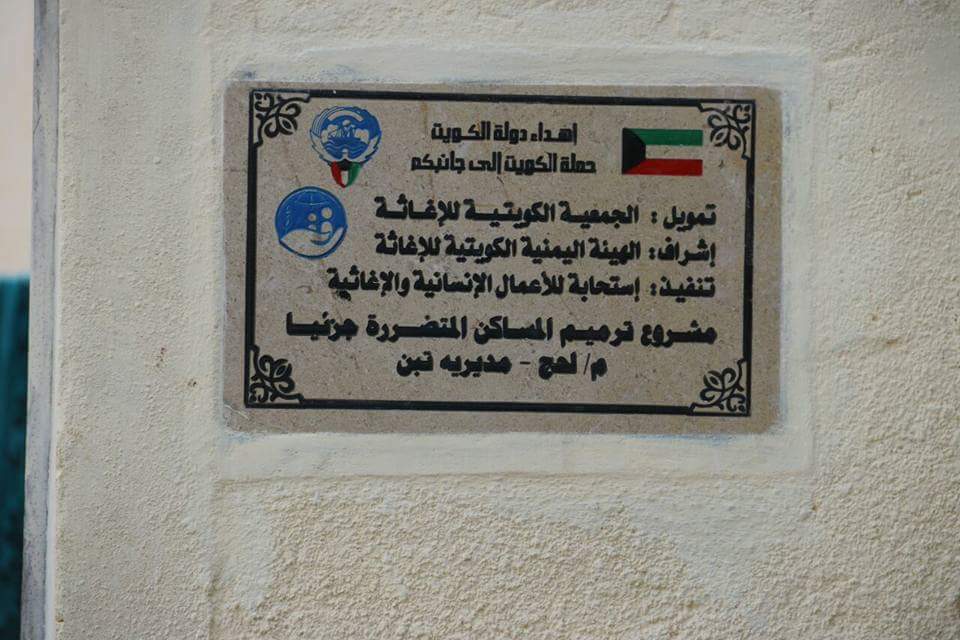 اهداء دولة الكويت
حملة الكويت إلى جانبكم
تمويل : الجمعية الكويتية للإغاثة
إشراف: الهيئة اليمنية الكويتية للإغاثة
تنفيذ: إستجابة للأعمال الإنسانية والإغاثية
مشروع ترميم المساكن المتضررة جزئيا
م/ لحج - مديريه تبن